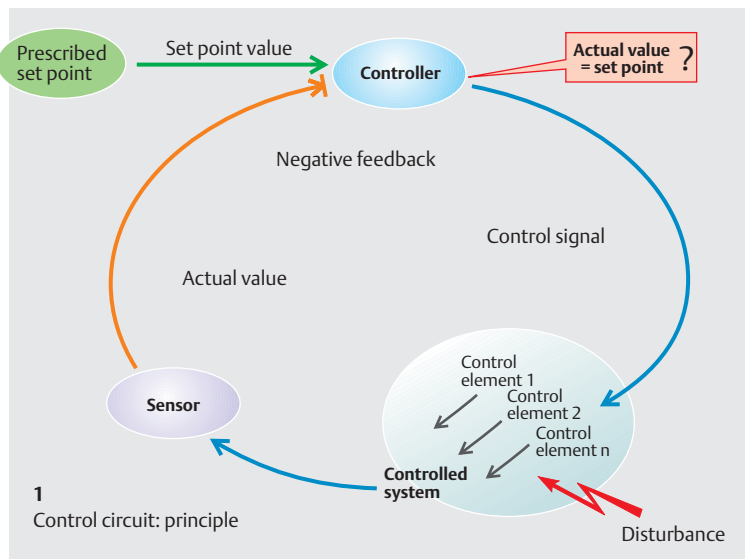 Prescribed
set point
Set point value
Controller
Actual value
= set point ?
Negative feedback
Control signal
Actual value
Sensor
Control
element 1
Control
element 2
Control
element n
Controlled
system
Disturbance
1
Control circuit: principle